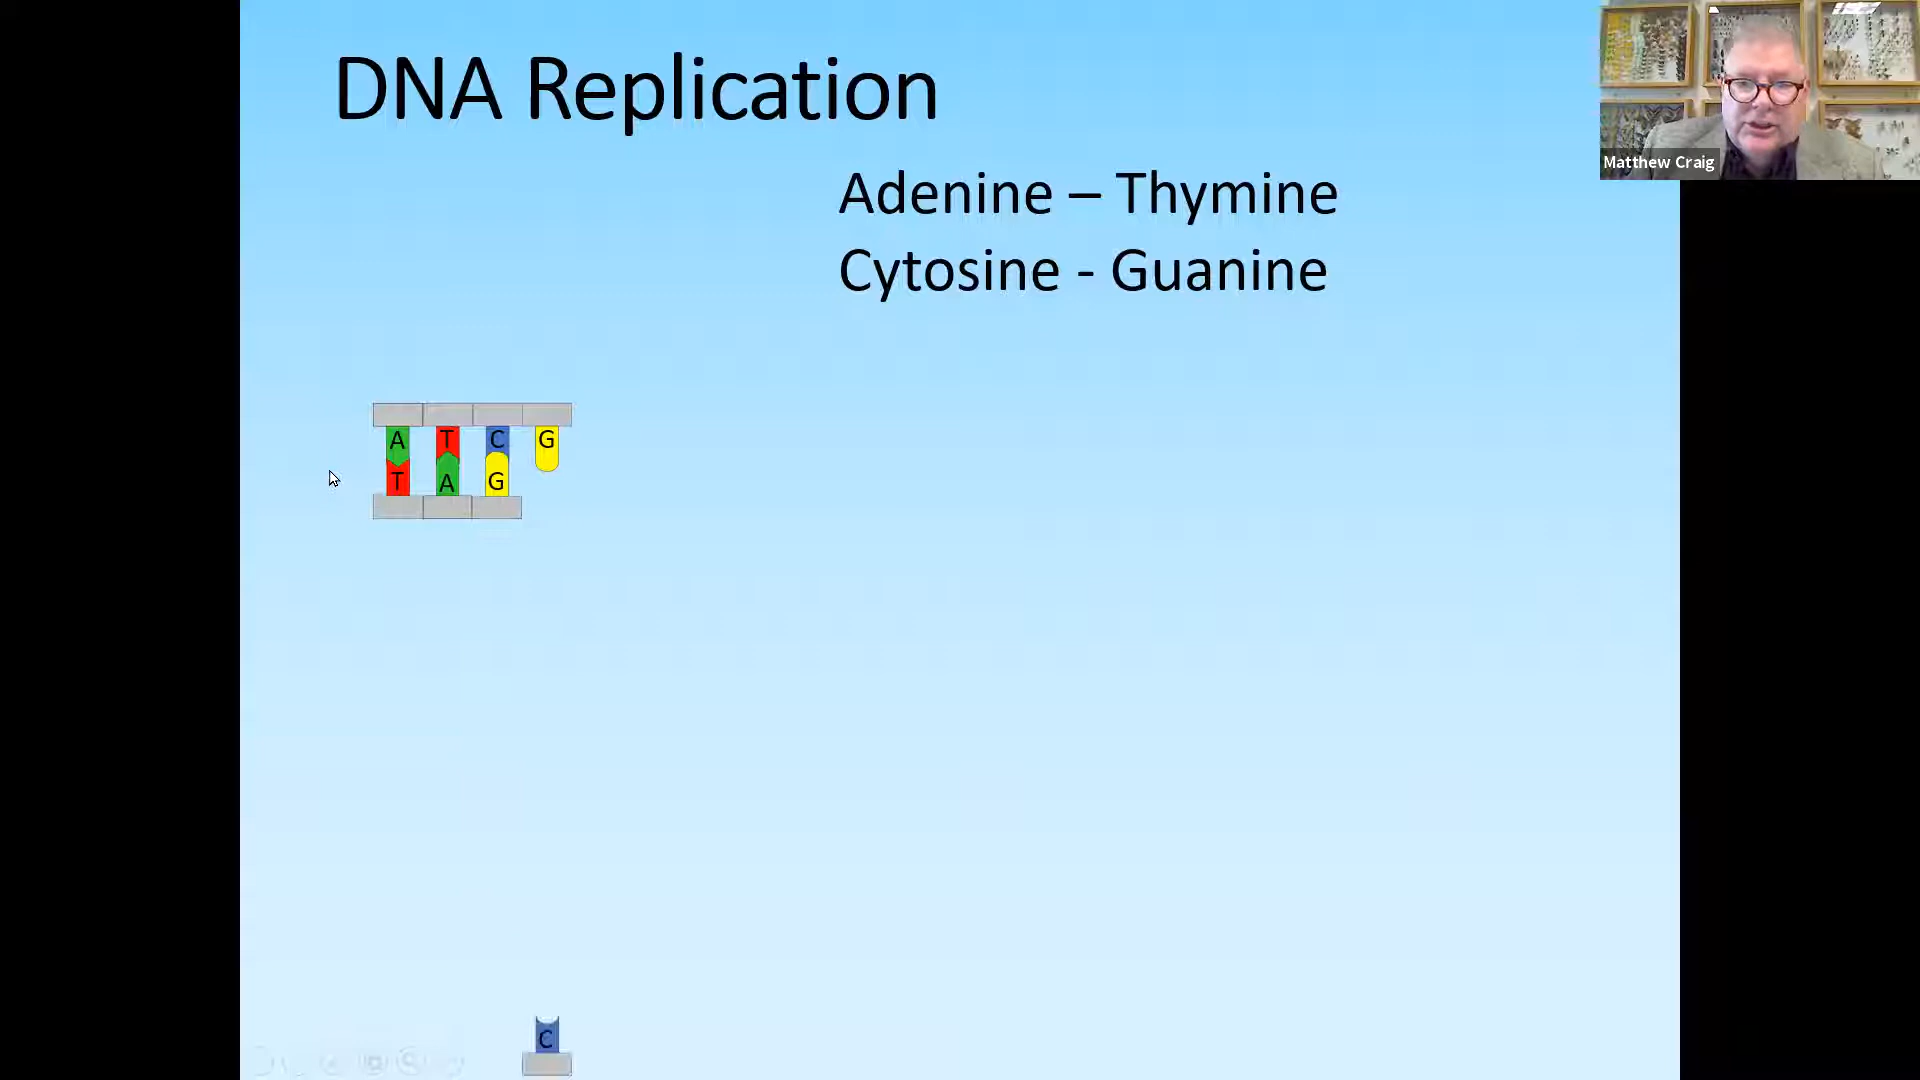 DNA Replication
Matthew Craig
Adenine – Thymine
Cytosine - Guanine
A T C G
T A G
C